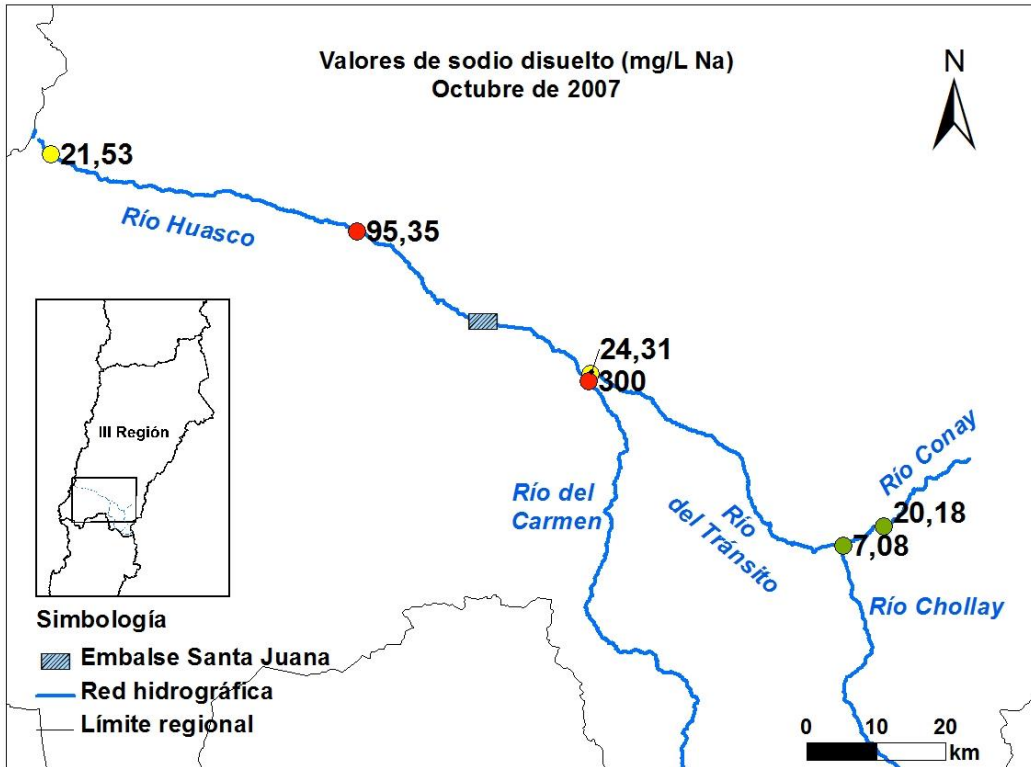 Valores de sodio disuelto (mg/L Na)
Octubre de 2007
N
21,53
Río Huasco
95,35
24,31
300
Río Conay
20,18
7,08
Río del
Carmen
Río
del Tránsito
Río Chollay
III Región
Simbología
Embalse Santa Juana
Red hidrográfica
Límite regional
0 10 20
km